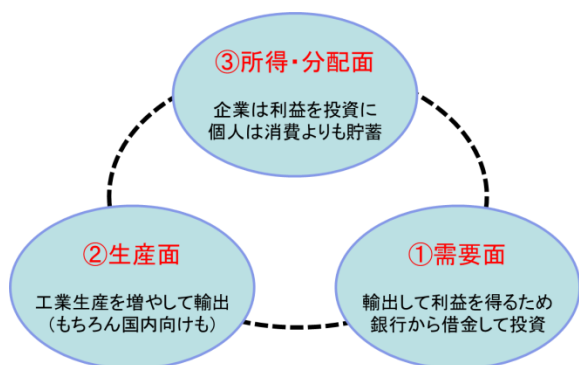 ③所得・分配面
企業は利益を投資に
個人は消費よりも貯蓄
②生産面
工業生産を増やして輸出
(もちろん国内向けも)
①需要面
輸出して利益を得るため
銀行から借金して投資